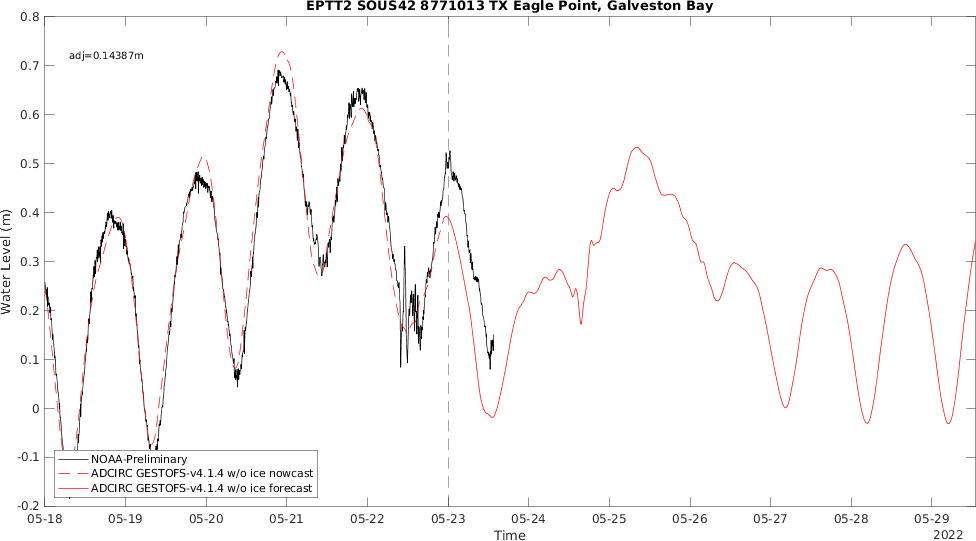 EPTT2 SOUS42 8771013 TX Eagle Point, Galveston Bay
adj=0.14387m
Water Level (m)
0.8
0.7
0.6
0.5
0.4
0.3
0.2
0.1
0
-0.1
-0.2
NOAA-Preliminary
ADCIRC GESTOFS-v4.1.4 w/o ice nowcast
ADCIRC GESTOFS-v4.1.4 w/o ice forecast
05-18 05-19 05-20 05-21 05-22 05-23 05-24 05-25 05-26 05-27 05-28 05-29
Time
2022